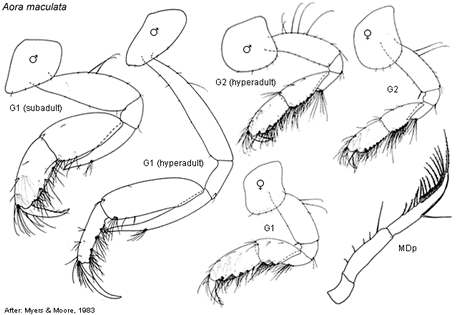 Aora maculata
♂
♂
♂
♀
G1 (subadult)
G2 (hyperadult)
G2
G1 (hyperadult)
♀
G1
MDp
After: Myers & Moore, 1983